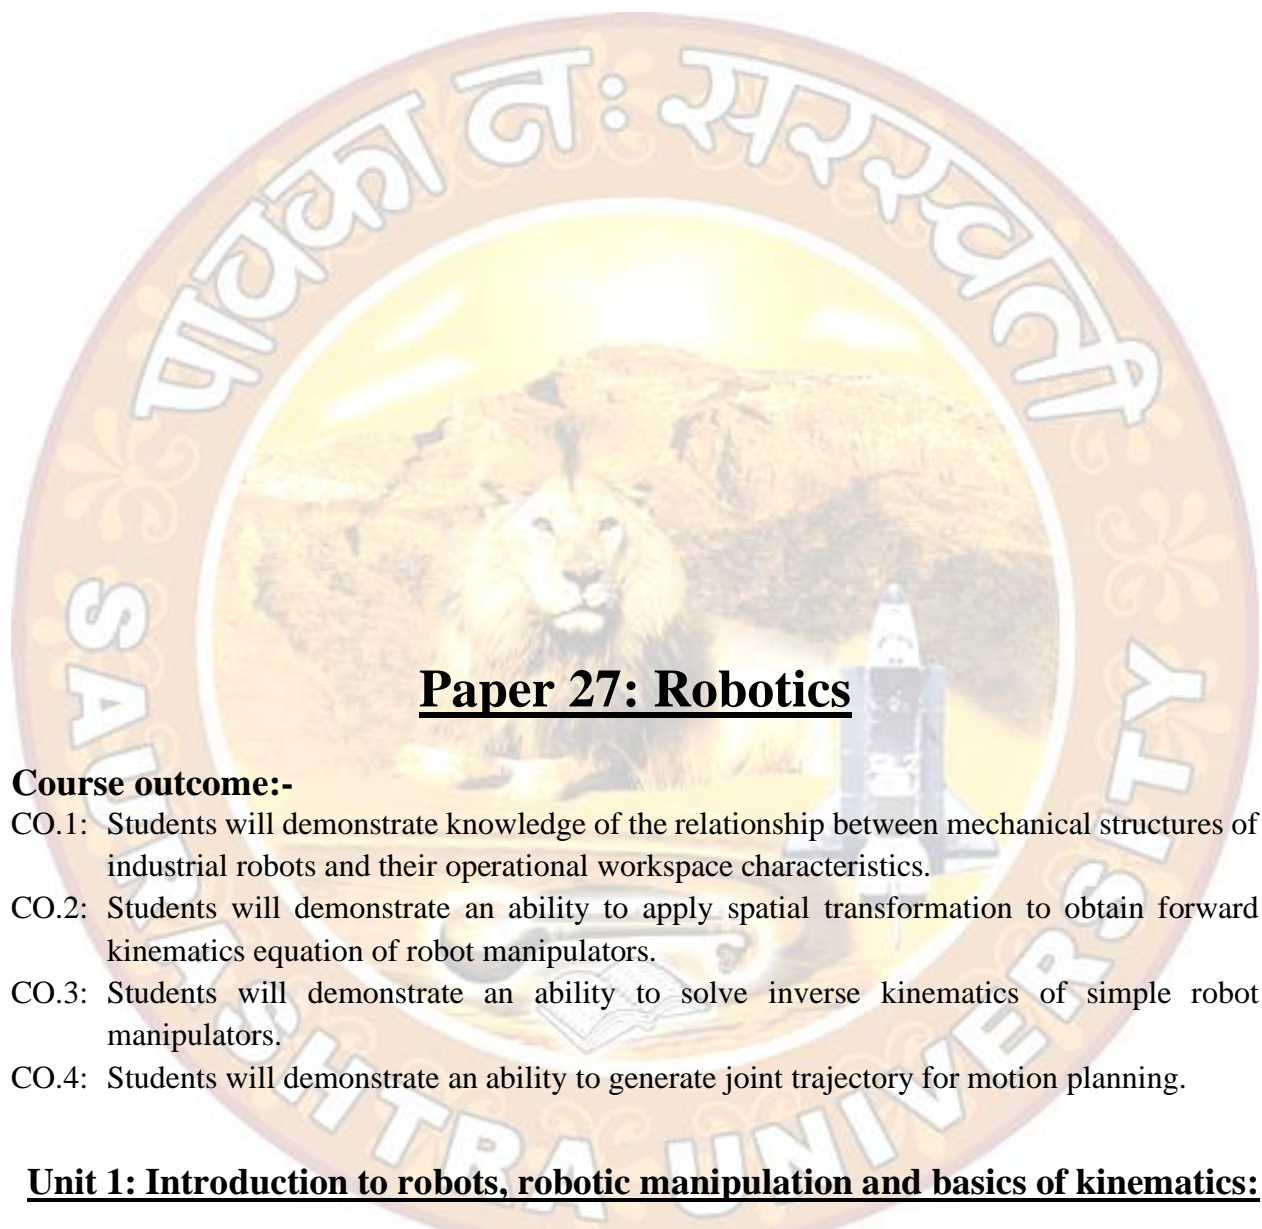 पावका नः सरस्वती
SAURASHTRA UNIVERSITY
Paper 27: Robotics
Course outcome:-
CO.1: Students will demonstrate knowledge of the relationship between mechanical structures of
industrial robots and their operational workspace characteristics.
CO.2: Students will demonstrate an ability to apply spatial transformation to obtain forward
kinematics equation of robot manipulators.
CO.3: Students will demonstrate an ability to solve inverse kinematics of simple robot
manipulators.
CO.4: Students will demonstrate an ability to generate joint trajectory for motion planning.
Unit 1: Introduction to robots, robotic manipulation and basics of kinematics: